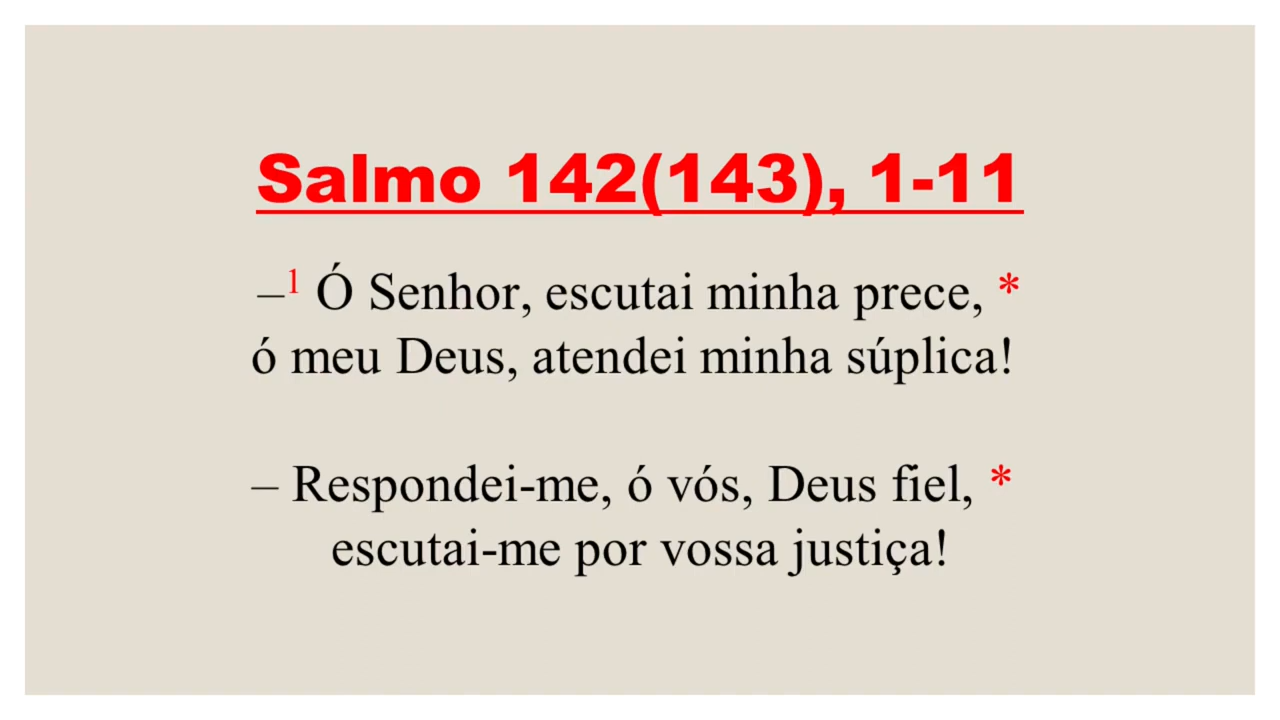 Salmo 142(143), 1-11
–¹ Ó Senhor, escutai minha prece, *
ó meu Deus, atendei minha súplica!
– Respondei-me, ó vós, Deus fiel, *
escutai-me por vossa justiça!